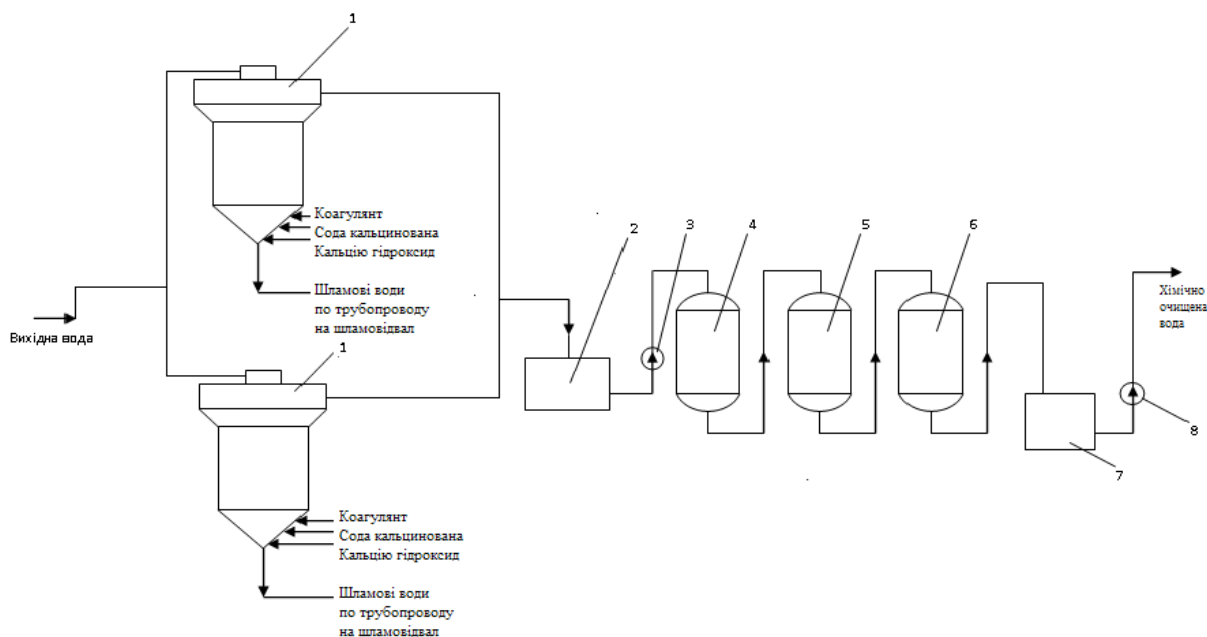 1
Коагулянт
Сода кальцинована
Кальцію гідроксид
Шламові води
по трубопроводу
на шламовідвал
Вихідна вода
1
Коагулянт
Сода кальцинована
Кальцію гідроксид
Шламові води
по трубопроводу
на шламовідвал
2
3
4
5
6
Хімічно
очищена
вода
7
8